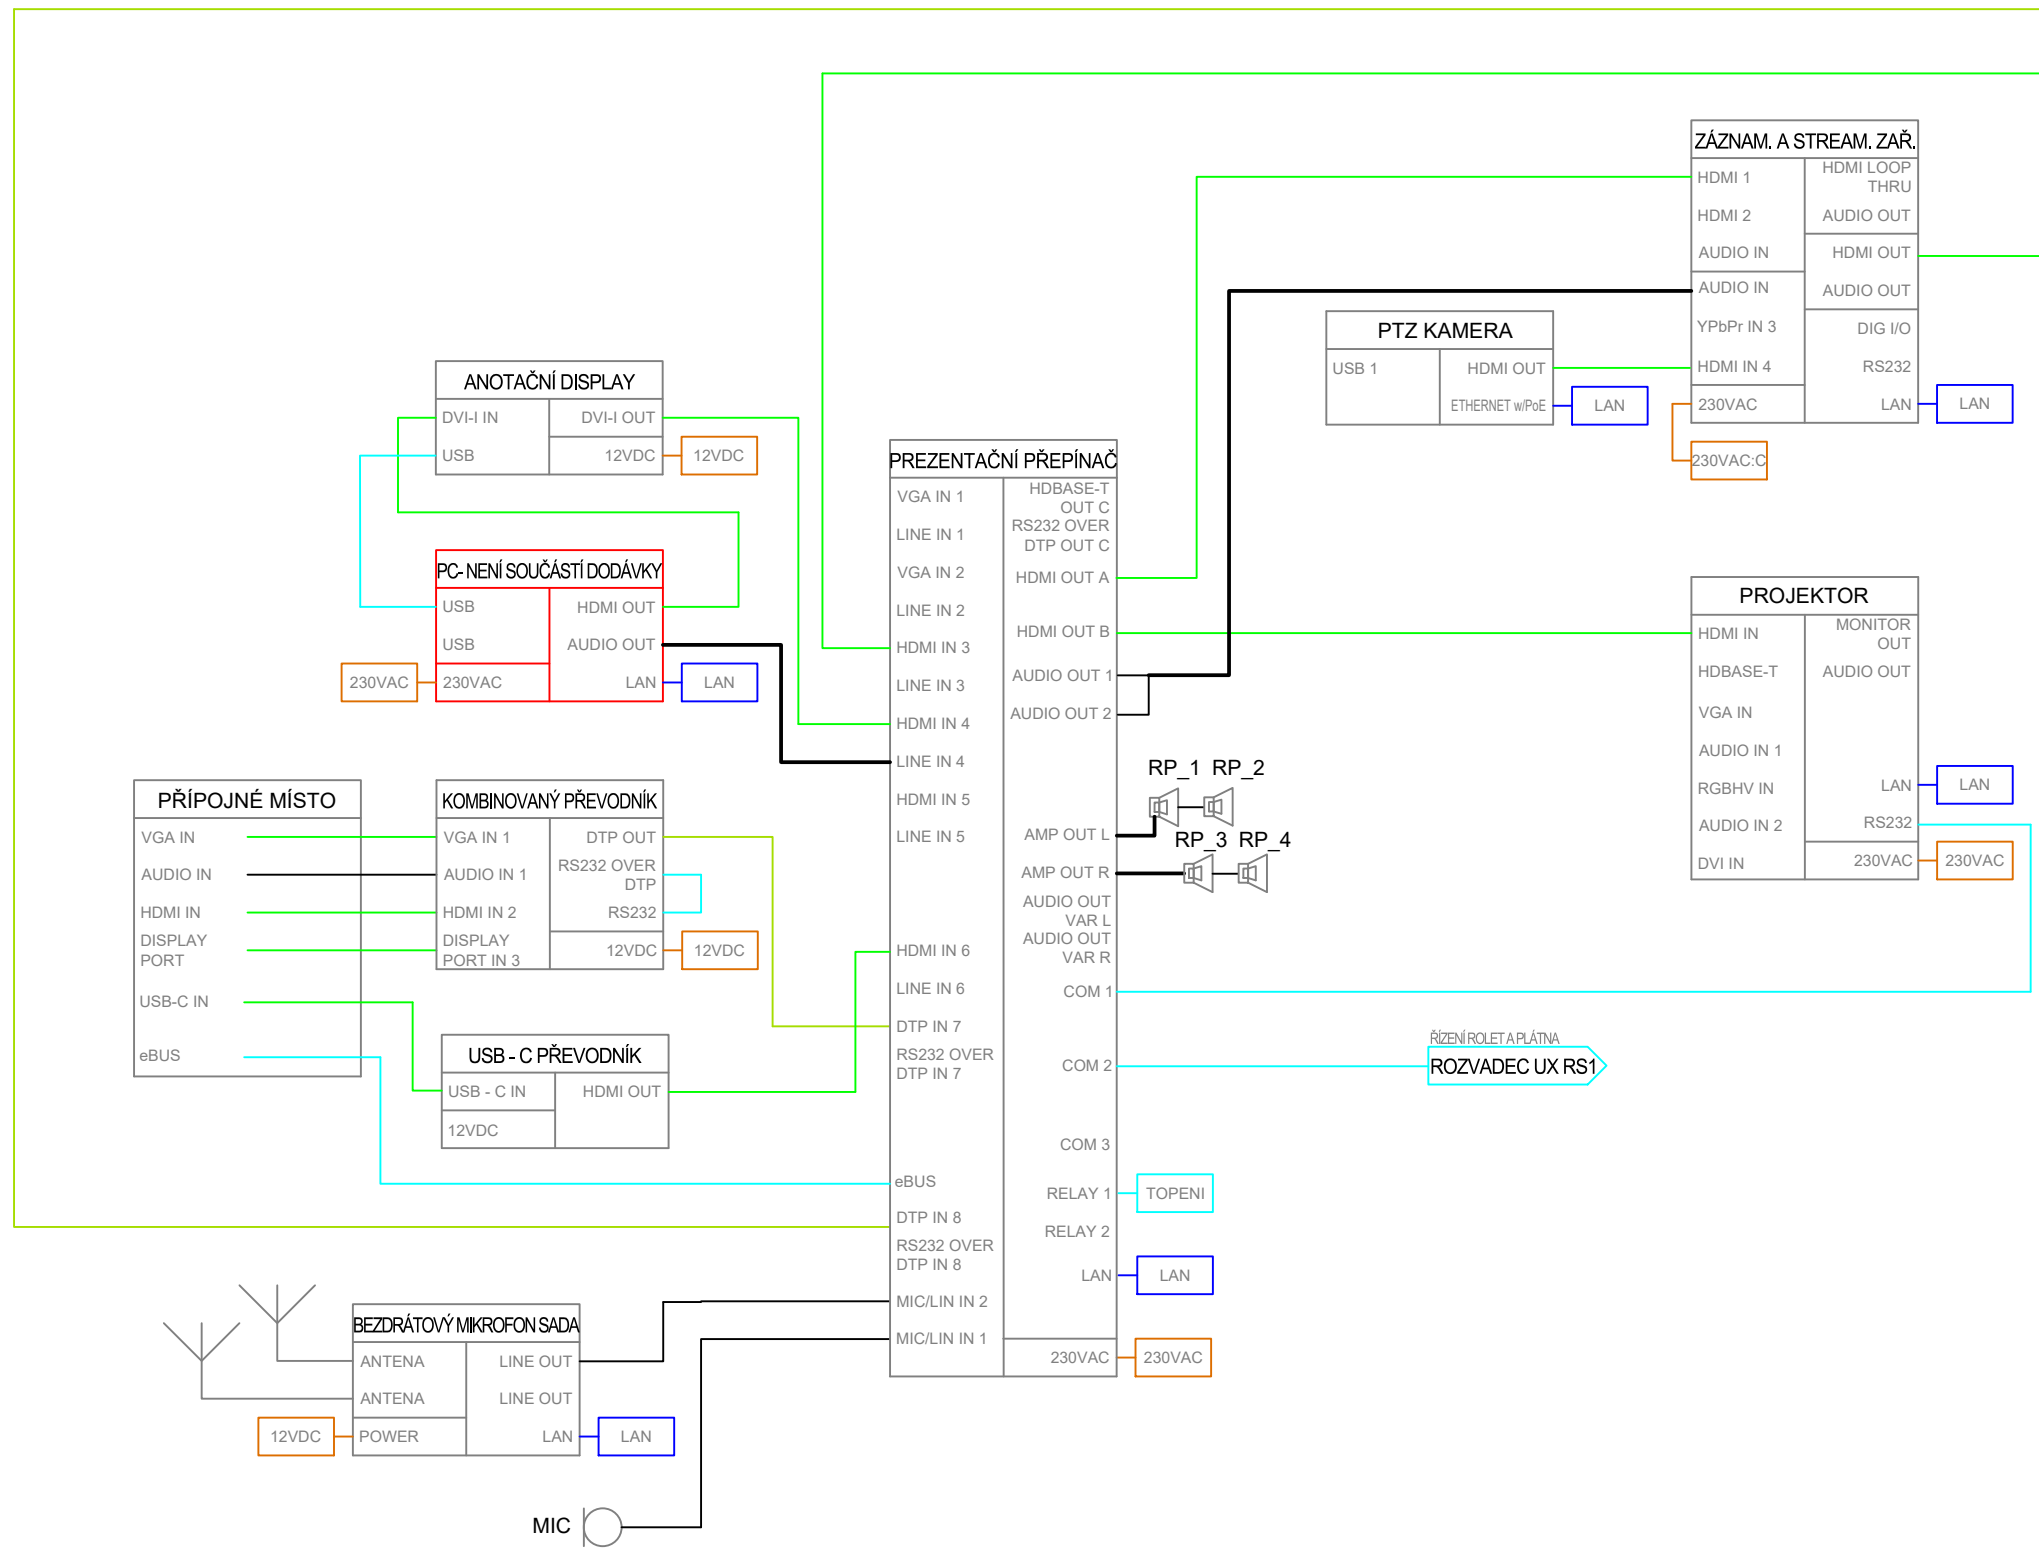 ZÁZNAM. A STREAM. ZAŘ.
HDMI 1
HDMI LOOP
THRU
HDMI 2
AUDIO OUT
AUDIO IN
HDMI OUT
AUDIO IN
AUDIO OUT
YPbPr IN 3
DIG I/O
HDMI IN 4
RS232
230VAC
LAN
LAN
230VAC:C
PTZ KAMERA
USB 1
HDMI OUT
ETHERNET w/PoE
LAN
ANOTAČNÍ DISPLAY
DVI-I IN
DVI-I OUT
USB
12VDC
12VDC
PC- NENÍ SOUČÁSTÍ DODÁVKY
USB
HDMI OUT
USB
AUDIO OUT
230VAC
230VAC
LAN
LAN
PŘÍPOJNÉ MÍSTO
VGA IN
AUDIO IN
HDMI IN
DISPLAY
PORT
USB-C IN
eBUS
KOMBINOVANÝ PŘEVODNÍK
VGA IN 1
DTP OUT
AUDIO IN 1
RS232 OVER
DTP
HDMI IN 2
RS232
DISPLAY
PORT IN 3
12VDC
12VDC
USB - C PŘEVODNÍK
USB - C IN
HDMI OUT
12VDC
BEZDRÁTOVÝ MIKROFON SADA
ANTENA
LINE OUT
ANTENA
LINE OUT
12VDC
POWER
LAN
LAN
MIC
PREZENTAČNÍ PŘEPÍNAČ
VGA IN 1
LINE IN 1
VGA IN 2
LINE IN 2
HDMI IN 3
LINE IN 3
HDMI IN 4
LINE IN 4
HDMI IN 5
LINE IN 5
HDMI IN 6
LINE IN 6
DTP IN 7
RS232 OVER
DTP IN 7
eBUS
DTP IN 8
RS232 OVER
DTP IN 8
MIC/LIN IN 2
MIC/LIN IN 1
HDBASE-T
OUT C
RS232 OVER
DTP OUT C
HDMI OUT A
HDMI OUT B
AUDIO OUT 1
AUDIO OUT 2
AMP OUT L
AMP OUT R
AUDIO OUT
VAR L
AUDIO OUT
VAR R
COM 1
COM 2
COM 3
RELAY 1
TOPENI
RELAY 2
LAN
LAN
230VAC
230VAC
RP_1 RP_2
RP_3 RP_4
ŘÍZENÍ ROLET A PLÁTNA
ROZVADEC UX RS1
PROJEKTOR
HDMI IN
MONITOR
OUT
HDBASE-T
AUDIO OUT
VGA IN
AUDIO IN 1
RGBHV IN
LAN
LAN
AUDIO IN 2
RS232
DVI IN
230VAC
230VAC